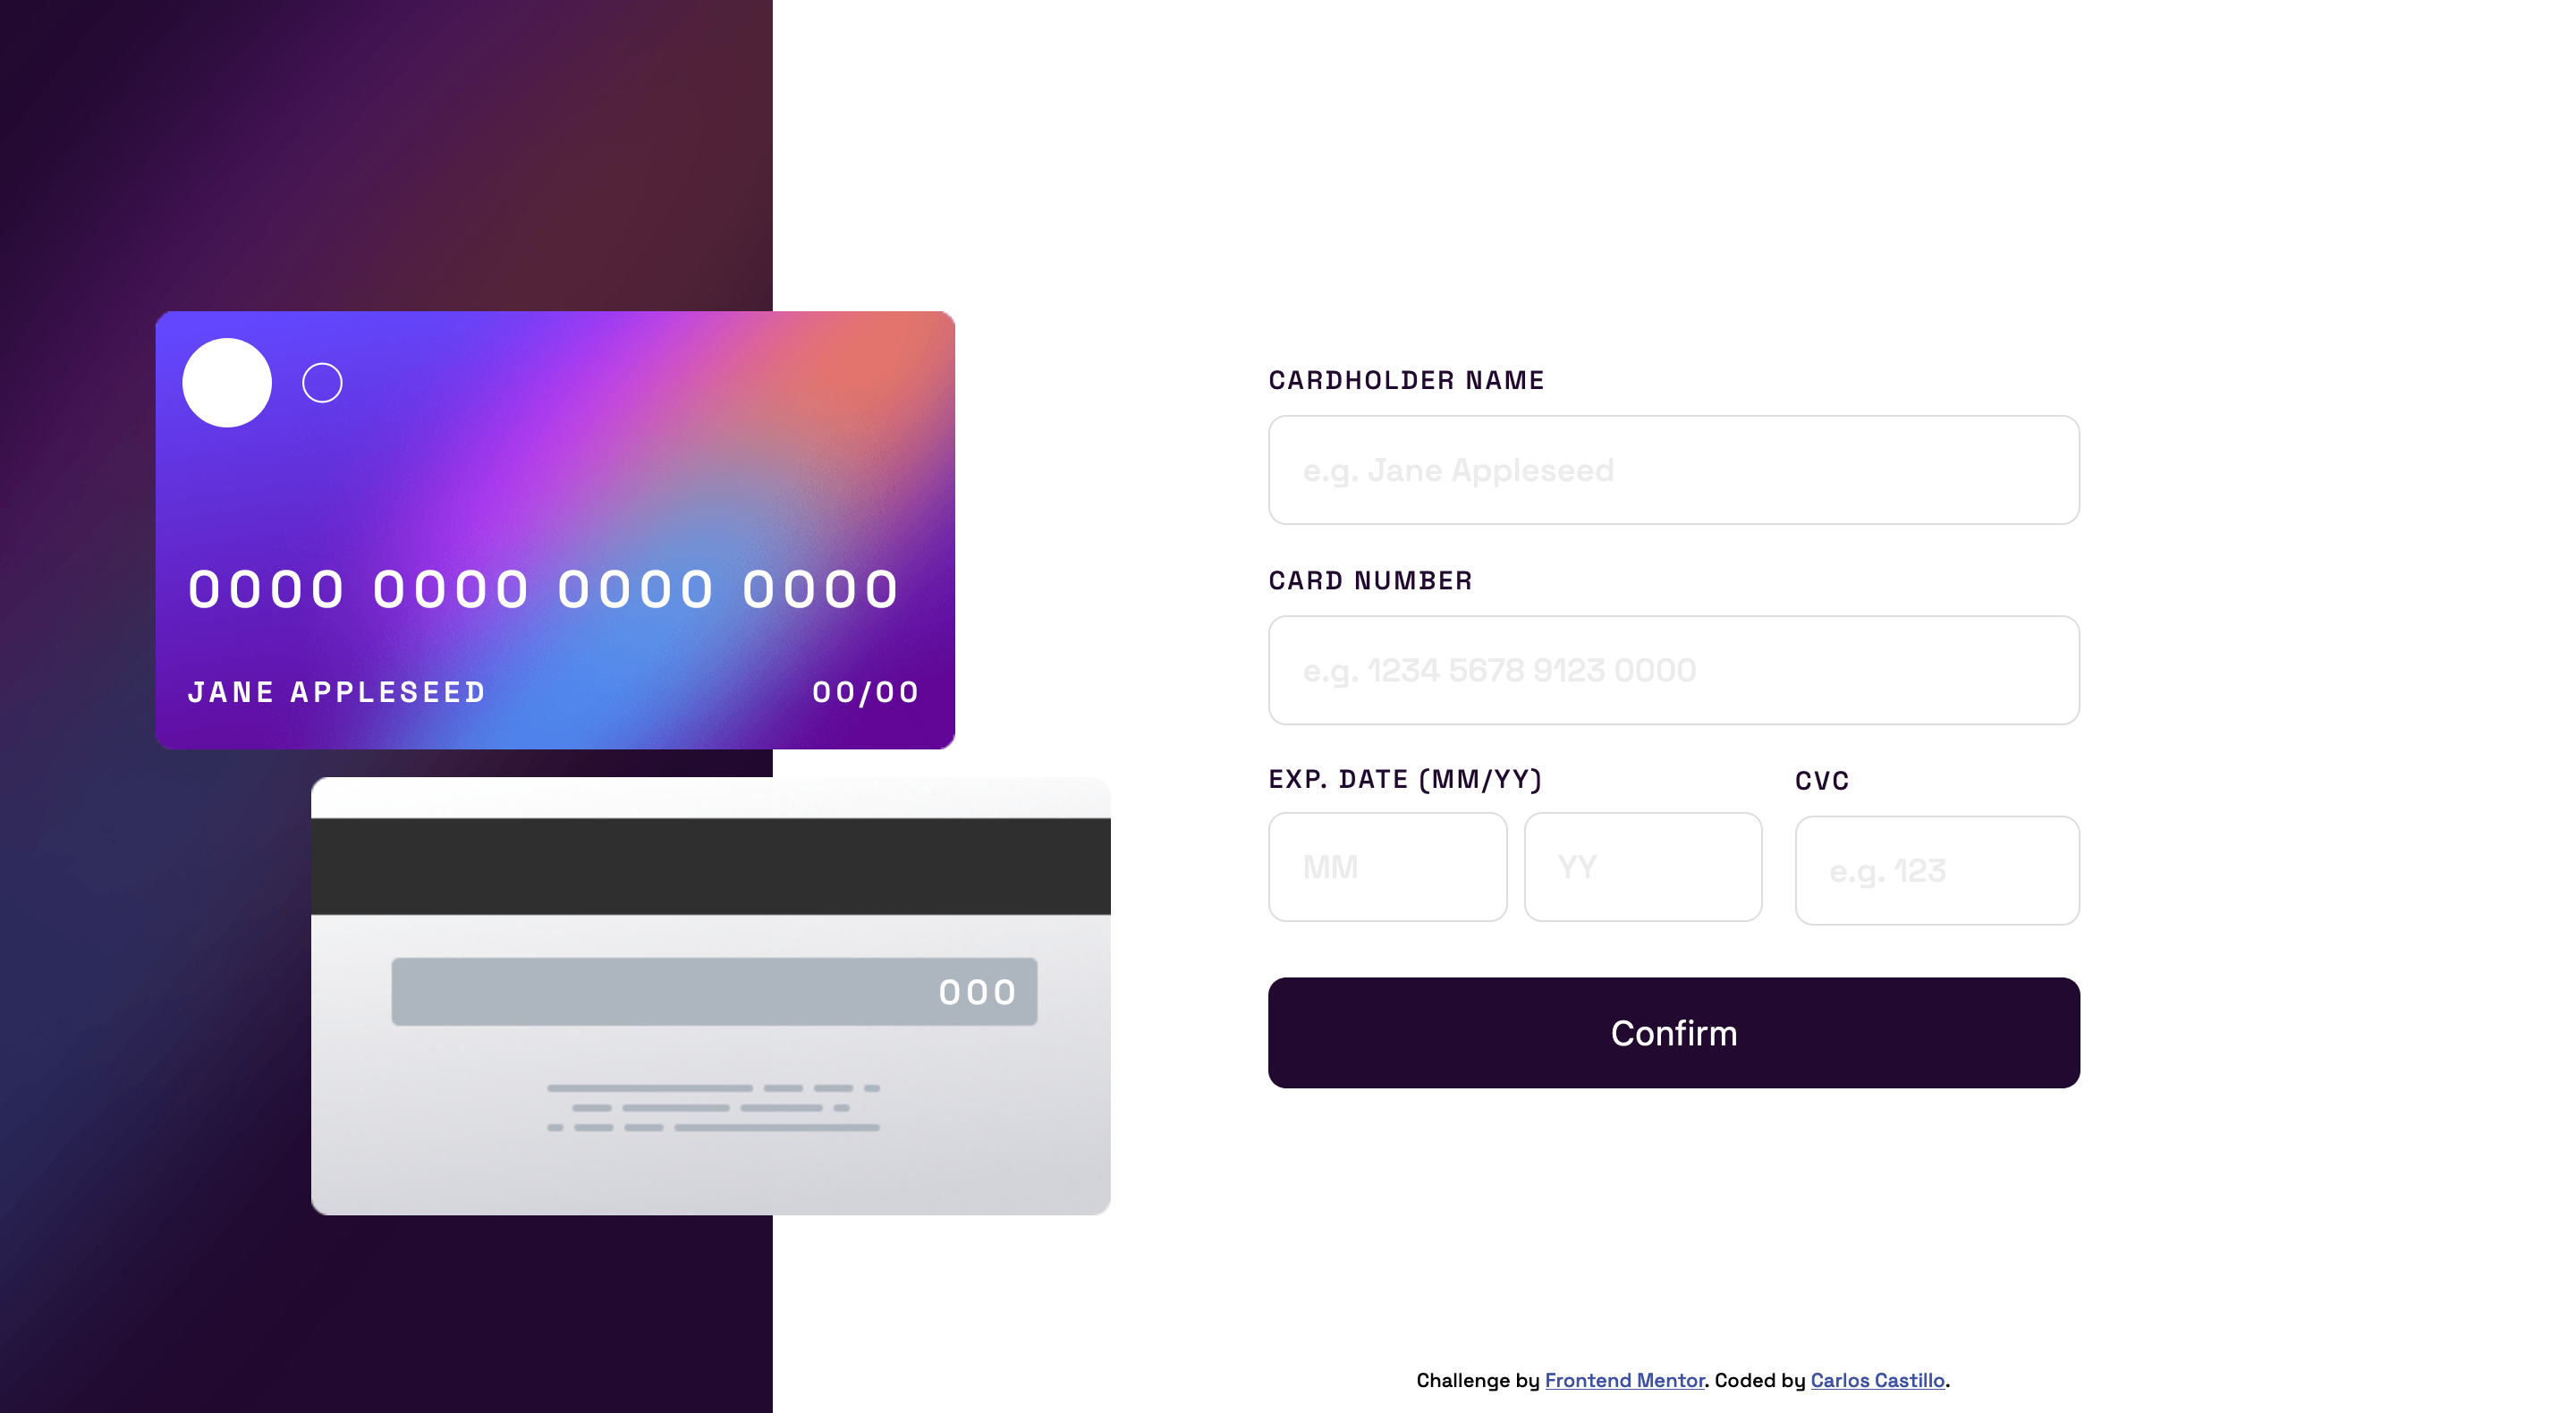 0000 0000 0000 0000
JANE APPLESEED 00/00
000
CARDHOLDER NAME
e.g. Jane Appleseed
CARD NUMBER
e.g. 1234 5678 9123 0000
EXP. DATE (MM/YY) CVC
MM YY e.g. 123
Confirm
Challenge by Frontend Mentor. Coded by Carlos Castillo.